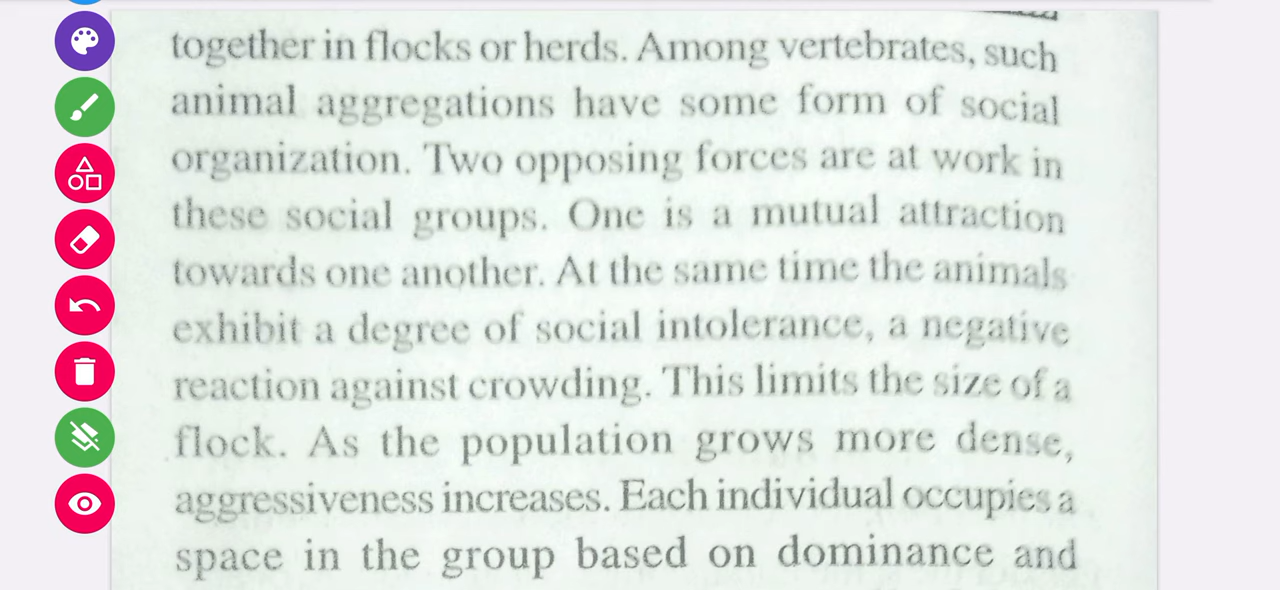 together in flocks or herds. Among vertebrates, such
animal aggregations have some form of social
organization. Two opposing forces are at work in
these social groups. One is a mutual attraction
towards one another. At the same time the animals
exhibit a degree of social intolerance, a negative
reaction against crowding. This limits the size of a
flock. As the population grows more dense,
aggressiveness increases. Each individual occupies a
space in the group based on dominance and